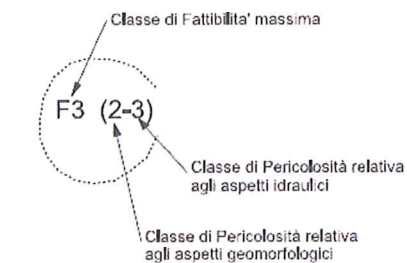 Classe di Fattibilita' massima
F3 (2-3)
Classe di Pericolosità relativa
agli aspetti idraulici
Classe di Pericolosità relativa
agli aspetti geomorfologici